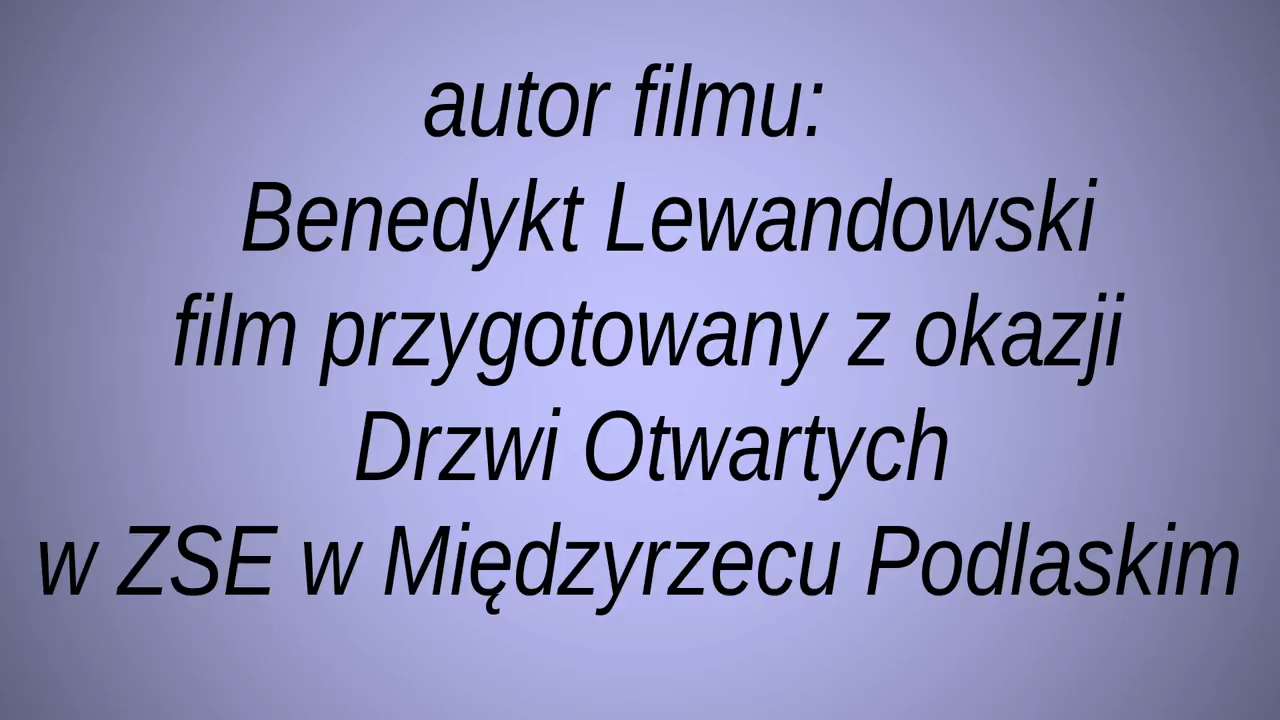 autor filmu:
Benedykt Lewandowski
film przygotowany z okazji
Drzwi Otwartych
w ZSE w Międzyrzecu Podlaskim